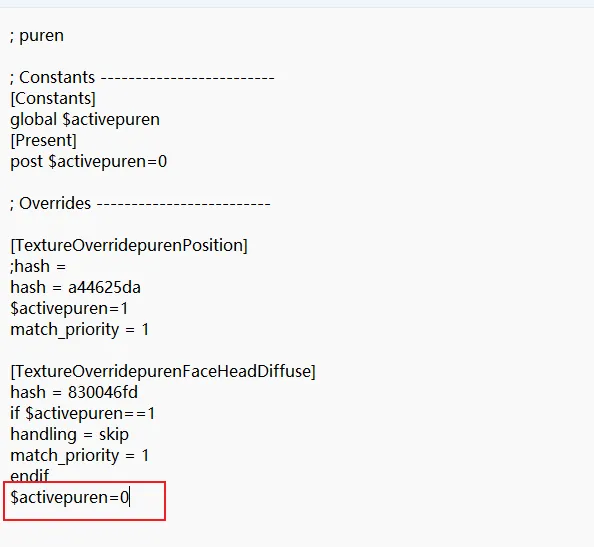 ; puren
; Constants -------------------------
[Constants]
global $activepuren
[Present]
post $activepuren=0
; Overrides -------------------------
[TextureOverridepurenPosition]
;hash =
hash = a44625da
$activepuren=1
match_priority = 1
[TextureOverridepurenFaceHeadDiffuse]
hash = 830046fd
if $activepuren==1
handling = skip
match_priority = 1
endif
$activepuren=0